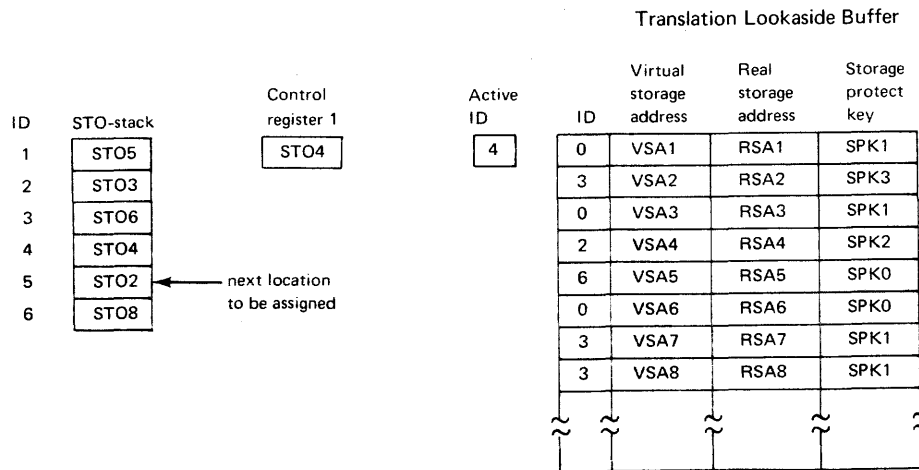 Translation Lookaside Buffer
ID STO-stack
Control register 1
Active ID
ID Virtual storage address Real storage address Storage protect key
1 STO5 STO4 4 0 VSA1 RSA1 SPK1
2 STO3 3 VSA2 RSA2 SPK3
3 STO6 0 VSA3 RSA3 SPK1
4 STO4 2 VSA4 RSA4 SPK2
5 STO2 next location to be assigned 6 VSA5 RSA5 SPK0
6 STO8 0 VSA6 RSA6 SPK0
3 VSA7 RSA7 SPK1
3 VSA8 RSA8 SPK1